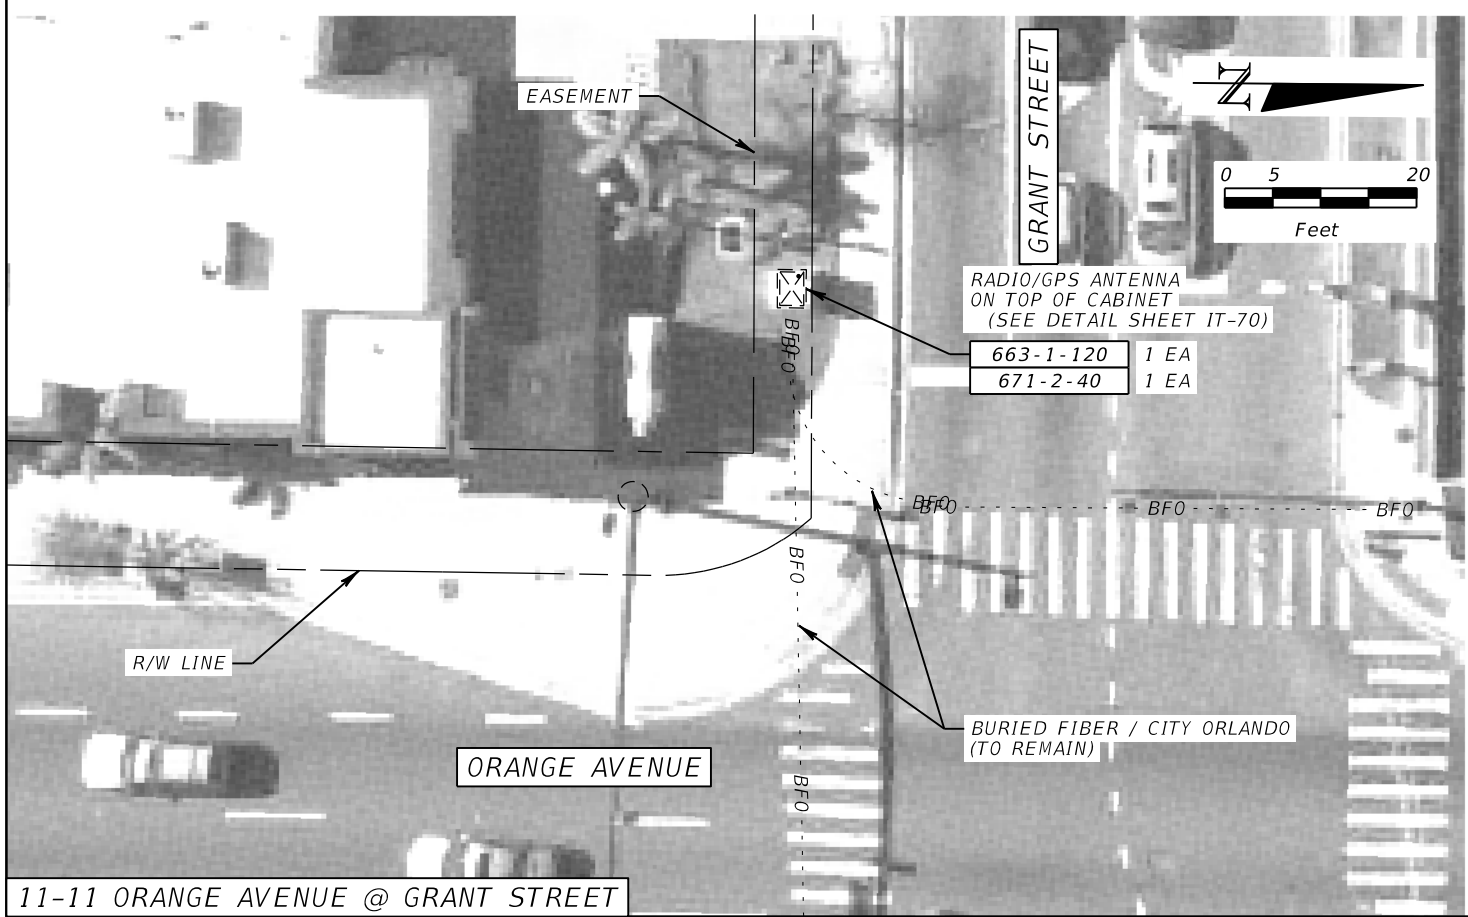 EASEMENT
GRANT STREET
N
0 5 20
Feet
RADIO/GPS ANTENNA
ON TOP OF CABINET
(SEE DETAIL SHEET IT-70)
663-1-120 1 EA
671-2-40 1 EA
BFO
BFO
BFO
BFO
BFO
BFO
BFO
R/W LINE
BURIED FIBER / CITY ORLANDO
(TO REMAIN)
ORANGE AVENUE
BFO
11-11 ORANGE AVENUE @ GRANT STREET